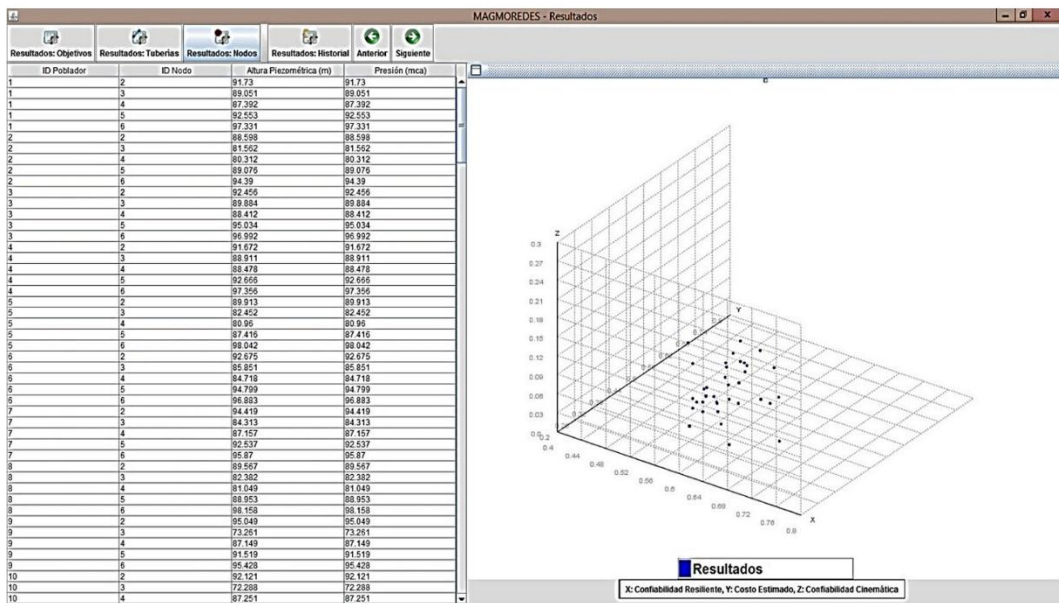 MAGMOREDES - Resultados
Resultados: Objetivos Resultados: Tuberías Resultados: Nodos Resultados: Historial Anterior Siguiente
ID Poblador ID Nodo Altura Piezométrica (m) Presión (mca)
1 2 91.73 91.73
1 3 89.051 89.051
1 4 87.392 87.392
1 5 92.553 92.553
1 6 97.331 97.331
2 2 88.598 88.598
2 3 81.562 81.562
2 4 80.312 80.312
2 5 89.076 89.076
2 6 94.39 94.39
3 2 92.456 92.456
3 3 89.884 89.884
3 4 88.412 88.412
3 5 95.034 95.034
3 6 96.992 96.992
4 2 91.672 91.672
4 3 88.911 88.911
4 4 88.478 88.478
4 5 92.666 92.666
4 6 97.356 97.356
5 2 89.913 89.913
5 3 82.452 82.452
5 4 80.96 80.96
5 5 87.416 87.416
5 6 98.042 98.042
6 2 92.675 92.675
6 3 85.851 85.851
6 4 84.718 84.718
6 5 94.799 94.799
6 6 96.883 96.883
7 2 94.419 94.419
7 3 84.313 84.313
7 4 87.157 87.157
7 5 92.537 92.537
7 6 95.87 95.87
8 2 89.567 89.567
8 3 82.382 82.382
8 4 81.049 81.049
8 5 88.953 88.953
8 6 98.158 98.158
9 2 95.049 95.049
9 3 73.261 73.261
9 4 87.149 87.149
9 5 91.519 91.519
9 6 95.428 95.428
10 2 92.121 92.121
10 3 72.288 72.288
10 4 87.251 87.251
Z
0.3
0.27
0.24
0.21
0.18
0.15
0.12
0.09
0.06
0.03
0.0
0.2
Y
0.4
0.44
0.48
0.52
0.56
0.6
0.64
0.68
0.72
0.76
0.8
X
Resultados
X: Confiabilidad Resiliente, Y: Costo Estimado, Z: Confiabilidad Cinemática